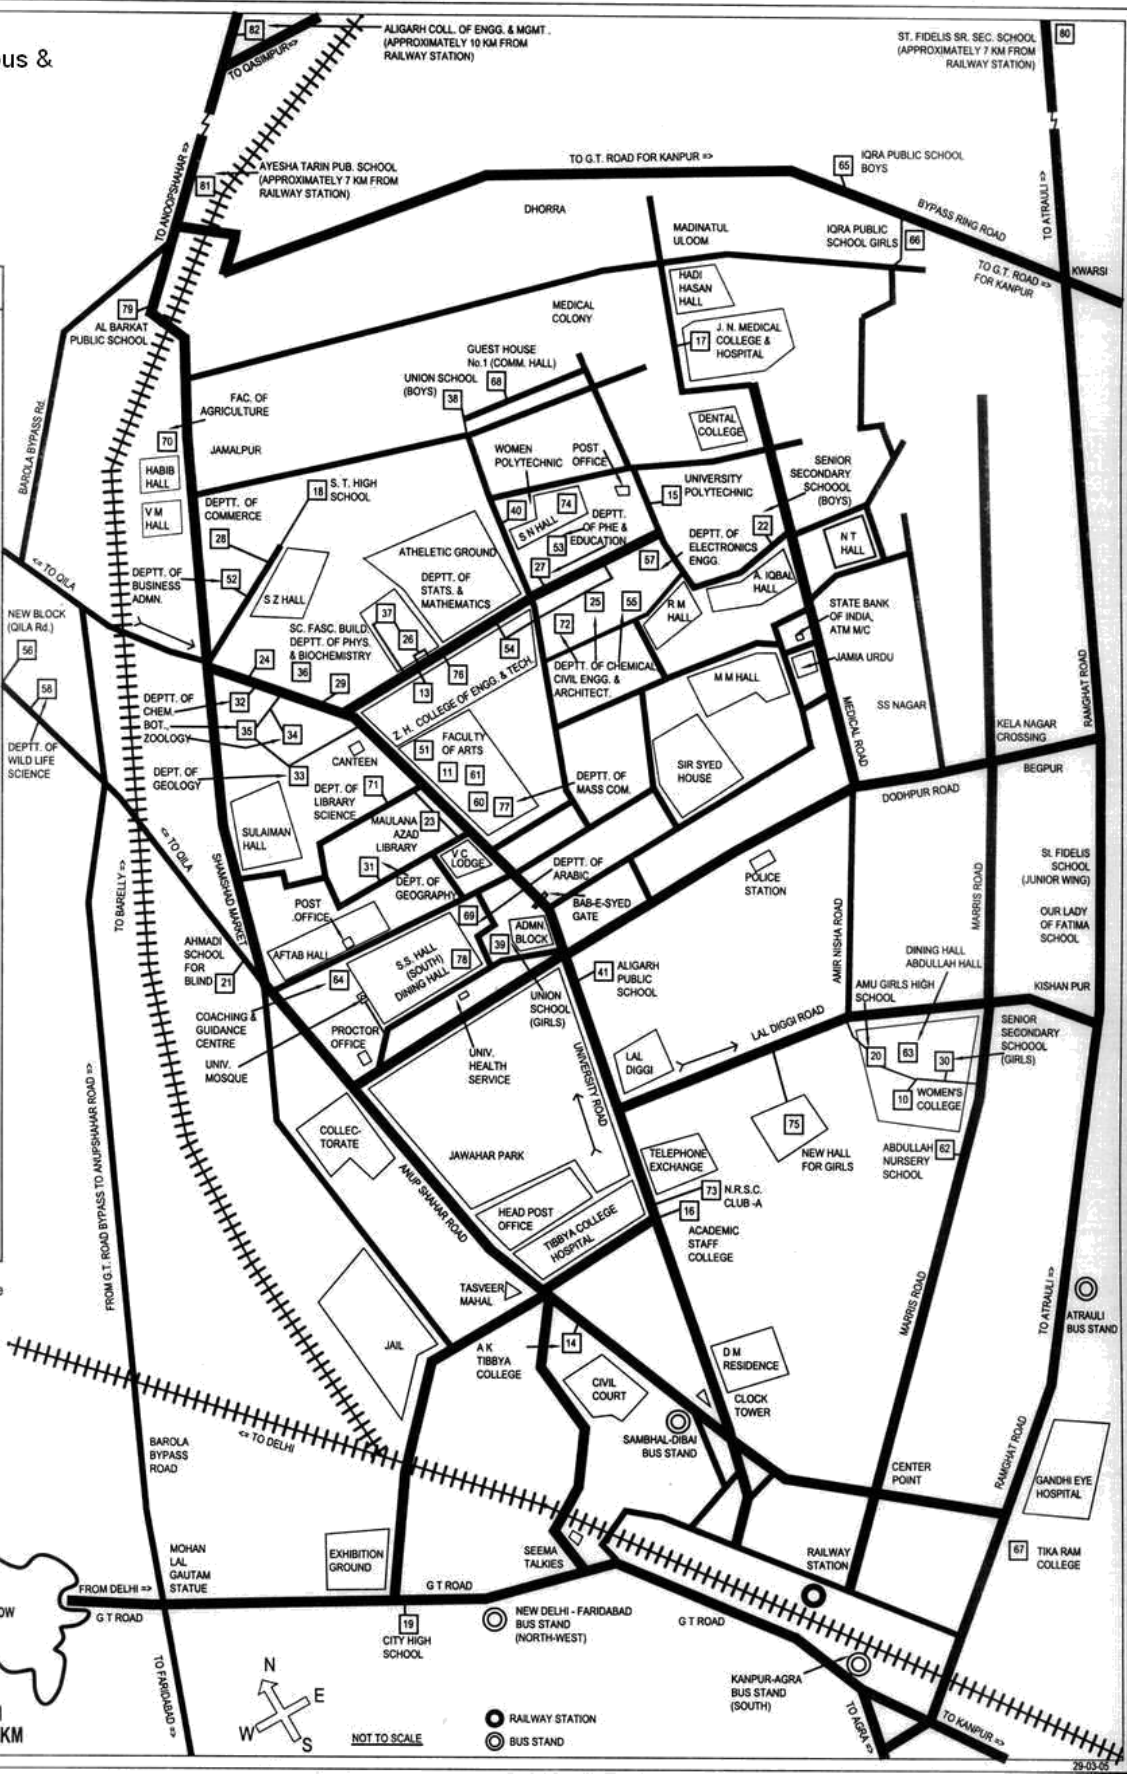 us &
82
ALIGARH COLL. OF ENGG. & MGMT.
(APPROXIMATELY 10 KM FROM
RAILWAY STATION)
TO QASIMPUR=>
ST. FIDELIS SR. SEC. SCHOOL
(APPROXIMATELY 7 KM FROM
RAILWAY STATION)
80
TO ANOOPSHAHAR =>
81
AYESHA TARIN PUB. SCHOOL
(APPROXIMATELY 7 KM FROM
RAILWAY STATION)
TO G.T. ROAD FOR KANPUR =>
65
IQRA PUBLIC SCHOOL
BOYS
TO ATRAULI =>
DHORRA
MADINATUL
ULOOM
IQRA PUBLIC
SCHOOL GIRLS
66
BYPASS RING ROAD
TO G.T. ROAD =>
FOR KANPUR
KWARSI
79
AL BARKAT
PUBLIC SCHOOL
HADI
HASAN
HALL
MEDICAL
COLONY
17
J. N. MEDICAL
COLLEGE &
HOSPITAL
GUEST HOUSE
No.1 (COMM. HALL)
68
UNION SCHOOL
(BOYS)
38
BAROLA BYPASS Rd.
FAC. OF
AGRICULTURE
70
JAMALPUR
DENTAL
COLLEGE
HABIB
HALL
V M
HALL
WOMEN
POLYTECHNIC
POST
OFFICE
UNIVERSITY
POLYTECHNIC
15
SENIOR
SECONDARY
SCHOOOL
(BOYS)
22
18
S. T. HIGH
SCHOOL
DEPTT. OF
COMMERCE
28
40
74
S N HALL
DEPTT.
OF PHE &
EDUCATION
53
27
DEPTT. OF
ELECTRONICS
ENGG.
57
N T
HALL
ATHELETIC GROUND
<= TO QILA
DEPTT. OF
BUSINESS
ADMN.
52
S Z HALL
DEPTT. OF
STATS. &
MATHEMATICS
A. IQBAL
HALL
NEW BLOCK
(QILA Rd.)
56
58
DEPTT. OF
WILD LIFE
SCIENCE
SC. FASC. BUILD.
DEPTT. OF PHYS.
& BIOCHEMISTRY
37
26
25
55
72
R M
HALL
STATE BANK
OF INDIA,
ATM M/C
JAMIA URDU
24
36
29
76
13
54
DEPTT. OF CHEMICAL
CIVIL ENGG. &
ARCHITECT.
M M HALL
SS NAGAR
RAMGHAT ROAD
DEPTT. OF
CHEM.
BOT.,
ZOOLOGY
32
35
34
Z. H. COLLEGE OF ENGG. & TECH.
MEDICAL ROAD
KELA NAGAR
CROSSING
BEGPUR
CANTEEN
FACULTY
OF ARTS
51
11
61
60
77
SIR SYED
HOUSE
DEPTT. OF
MASS COM.
DODHPUR ROAD
DEPT. OF
GEOLOGY
33
DEPT. OF
LIBRARY
SCIENCE
71
SULAIMAN
HALL
MAULANA
AZAD
LIBRARY
23
<= TO QILA
31
V C
LODGE
DEPT. OF
GEOGRAPHY
DEPTT. OF
ARABIC
POLICE
STATION
TO BARELLY =>
SHAMSHAD MARKET
MARRIS ROAD
St. FIDELIS
SCHOOL
(JUNIOR WING)
OUR LADY
OF FATIMA
SCHOOL
POST
OFFICE
BAB-E-SYED
GATE
69
ADMN.
BLOCK
39
AMIR NISHA ROAD
AFTAB HALL
AHMADI
SCHOOL
FOR
BLIND
21
64
S.S. HALL
(SOUTH)
DINING HALL
78
41
ALIGARH
PUBLIC
SCHOOL
DINING HALL
ABDULLAH HALL
AMU GIRLS HIGH
SCHOOL
KISHAN PUR
COACHING &
GUIDANCE
CENTRE
UNION
SCHOOL
(GIRLS)
LAL DIGGI ROAD
SENIOR
SECONDARY
SCHOOOL
(GIRLS)
PROCTOR
OFFICE
UNIV.
MOSQUE
UNIV.
HEALTH
SERVICE
UNIVERSITY ROAD
LAL
DIGGI
20
63
30
10
WOMEN'S
COLLEGE
75
NEW HALL
FOR GIRLS
ABDULLAH
NURSERY
SCHOOL
62
COLLEC-
TORATE
JAWAHAR PARK
TELEPHONE
EXCHANGE
FROM G.T. ROAD BYPASS TO ANUPSHAHAR ROAD =>
ANUP SHAHAR ROAD
HEAD POST
OFFICE
73
N.R.S.C.
CLUB -A
16
ACADEMIC
STAFF
COLLEGE
TIBBYA COLLEGE
HOSPITAL
TASVEER
MAHAL
JAIL
A K
TIBBYA
COLLEGE
14
CIVIL
COURT
D M
RESIDENCE
MARRIS ROAD
TO ATRAULI =>
ATRAULI
BUS STAND
CLOCK
TOWER
SAMBHAL-DIBAI
BUS STAND
<= TO DELHI
BAROLA
BYPASS
ROAD
CENTER
POINT
RAMGHAT ROAD
GANDHI EYE
HOSPITAL
MOHAN
LAL
GAUTAM
STATUE
EXHIBITION
GROUND
SEEMA
TALKIES
RAILWAY
STATION
67
TIKA RAM
COLLEGE
FROM DELHI =>
G T ROAD
G T ROAD
19
CITY HIGH
SCHOOL
NEW DELHI - FARIDABAD
BUS STAND
(NORTH-WEST)
G T ROAD
OW
TO FARIDABAD =>
N
E
W
S
KANPUR-AGRA
BUS STAND
(SOUTH)
TO AGRA =>
TO KANPUR =>
RAILWAY STATION
BUS STAND
NOT TO SCALE
KM
29-03-05